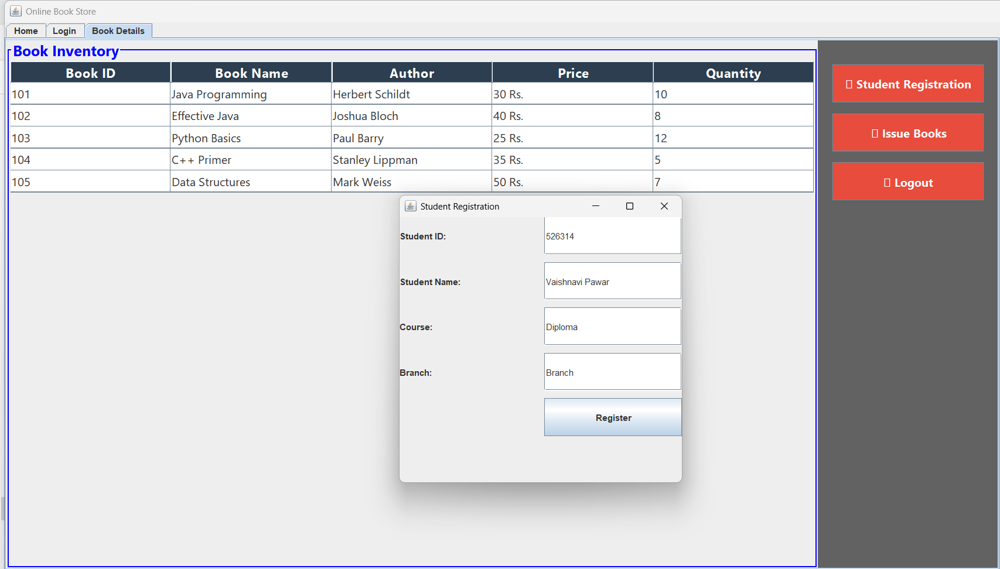 Online Book Store
Home Login Book Details
Book Inventory
Book ID Book Name Author Price Quantity
101 Java Programming Herbert Schildt 30 Rs. 10
102 Effective Java Joshua Bloch 40 Rs. 8
103 Python Basics Paul Barry 25 Rs. 12
104 C++ Primer Stanley Lippman 35 Rs. 5
105 Data Structures Mark Weiss 50 Rs. 7
Student Registration
Issue Books
Logout
Student Registration
Student ID: 526314
Student Name: Vaishnavi Pawar
Course: Diploma
Branch: Branch
Register